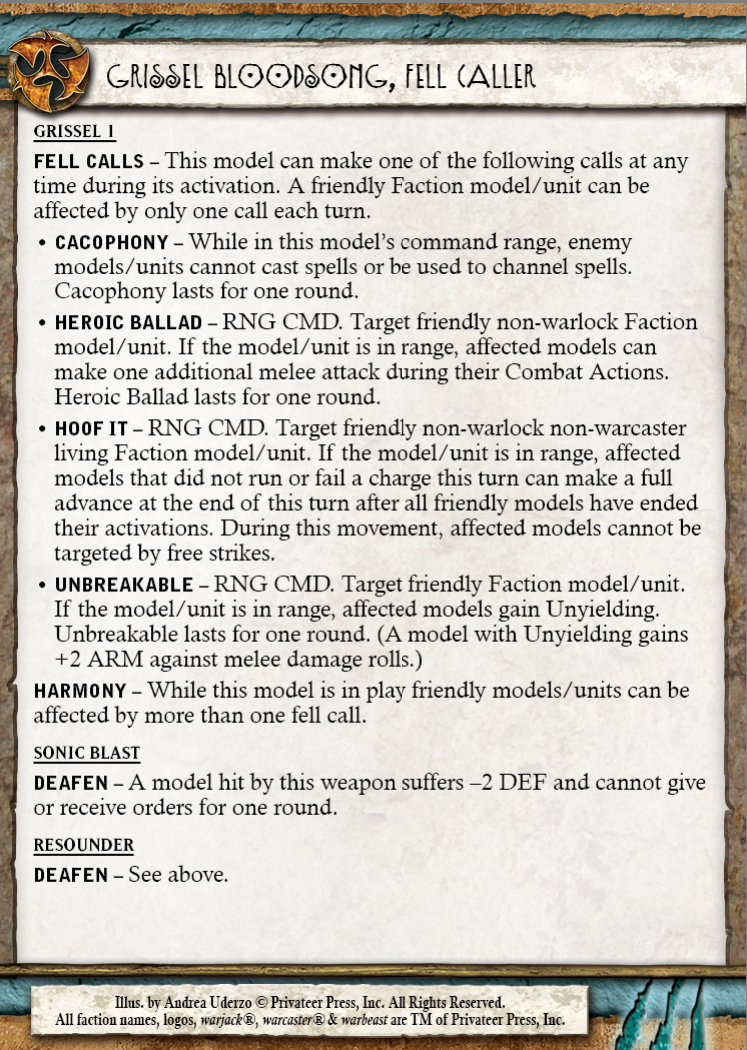 GRISSEL BLOODSONG, FELL CALLER
GRISSEL 1
FELL CALLS – This model can make one of the following calls at any
time during its activation. A friendly Faction model/unit can be
affected by only one call each turn.
• CACOPHONY – While in this model's command range, enemy
models/units cannot cast spells or be used to channel spells.
Cacophony lasts for one round.
• HEROIC BALLAD – RNG CMD. Target friendly non-warlock Faction
model/unit. If the model/unit is in range, affected models can
make one additional melee attack during their Combat Actions.
Heroic Ballad lasts for one round.
• HOOF IT – RNG CMD. Target friendly non-warlock non-warcaster
living Faction model/unit. If the model/unit is in range, affected
models that did not run or fail a charge this turn can make a full
advance at the end of this turn after all friendly models have ended
their activations. During this movement, affected models cannot be
targeted by free strikes.
• UNBREAKABLE – RNG CMD. Target friendly Faction model/unit.
If the model/unit is in range, affected models gain Unyielding.
Unbreakable lasts for one round. (A model with Unyielding gains
+2 ARM against melee damage rolls.)
HARMONY – While this model is in play friendly models/units can be
affected by more than one fell call.
SONIC BLAST
DEAFEN – A model hit by this weapon suffers –2 DEF and cannot give
or receive orders for one round.
RESOUNDER
DEAFEN – See above.
Illus. by Andrea Uderzo © Privateer Press, Inc. All Rights Reserved.
All faction names, logos, warjack®, warcaster® & warbeast are TM of Privateer Press, Inc.